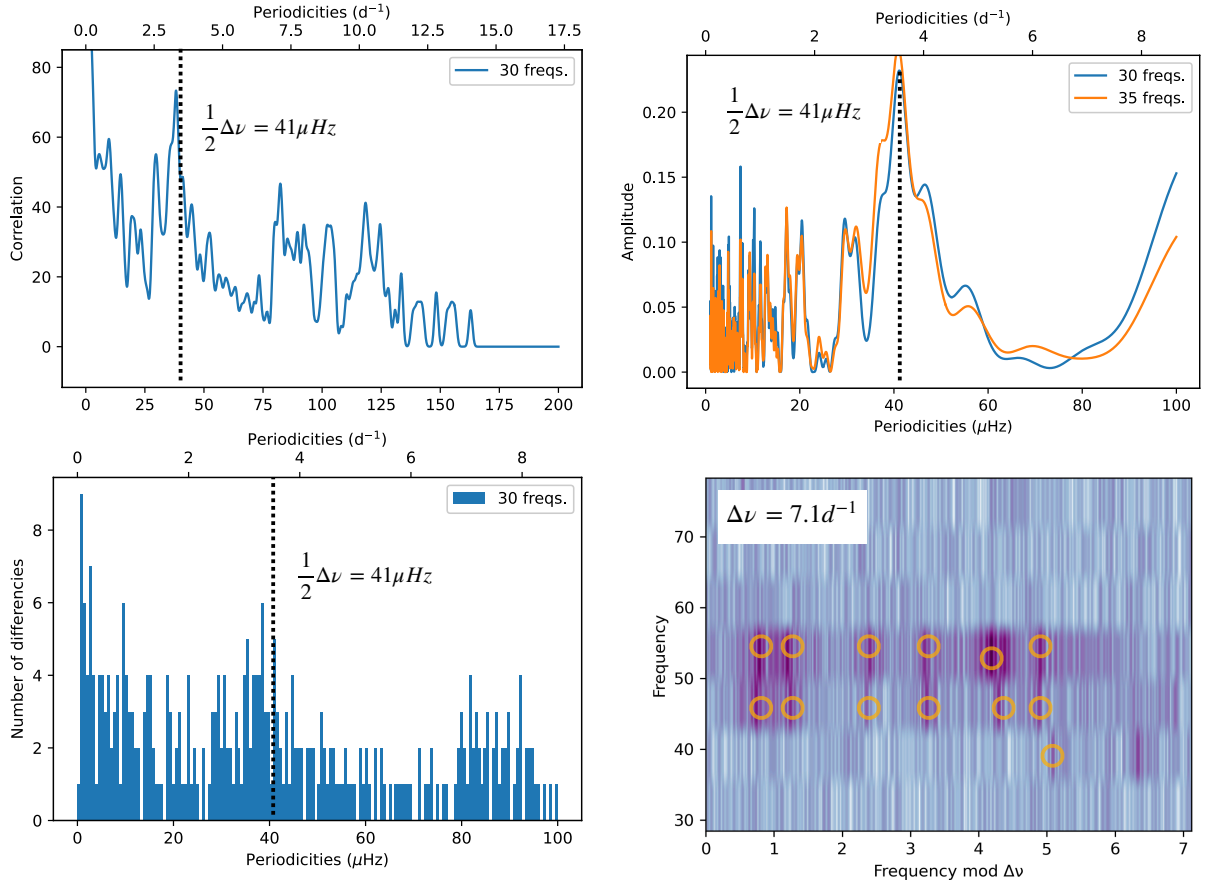 Periodicities (d⁻¹)
0.0 2.5 5.0 7.5 10.0 12.5 15.0 17.5
80
60
40
20
0
Correlation
30 freqs.
1/2 Δν = 41μHz
0 25 50 75 100 125 150 175 200
Periodicities (μHz)
Periodicities (d⁻¹)
0 2 4 6 8
0.20
0.15
0.10
0.05
0.00
Amplitude
30 freqs.
35 freqs.
1/2 Δν = 41μHz
0 20 40 60 80 100
Periodicities (μHz)
Periodicities (d⁻¹)
0 2 4 6 8
8
6
4
2
0
Number of differencies
30 freqs.
1/2 Δν = 41μHz
0 20 40 60 80 100
Periodicities (μHz)
Δν = 7.1d⁻¹
70
60
50
40
30
Frequency
0 1 2 3 4 5 6 7
Frequency mod Δν